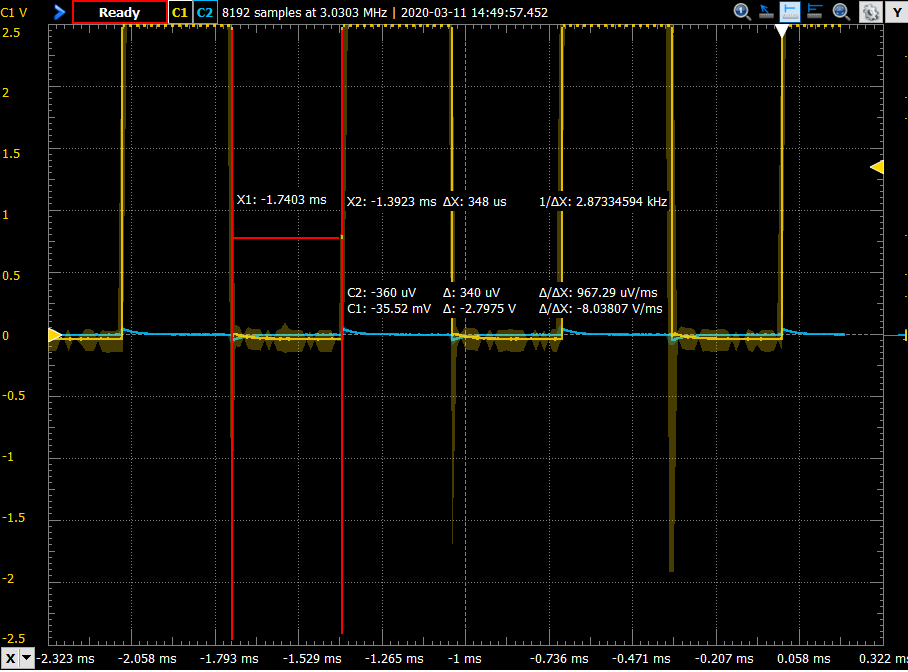 C1 V Ready C1 C2 8192 samples at 3.0303 MHz | 2020-03-11 14:49:57.452 Y
2.5
2
1.5
1
0.5
0
-0.5
-1
-1.5
-2
-2.5
X1: -1.7403 ms X2: -1.3923 ms ΔX: 348 us 1/ΔX: 2.87334594 kHz
C2: -360 uV Δ: 340 uV Δ/ΔX: 967.29 uV/ms
C1: -35.52 mV Δ: -2.7975 V Δ/ΔX: -8.03807 V/ms
X -2.323 ms -2.058 ms -1.793 ms -1.529 ms -1.265 ms -1 ms -0.736 ms -0.471 ms -0.207 ms 0.058 ms 0.322 m